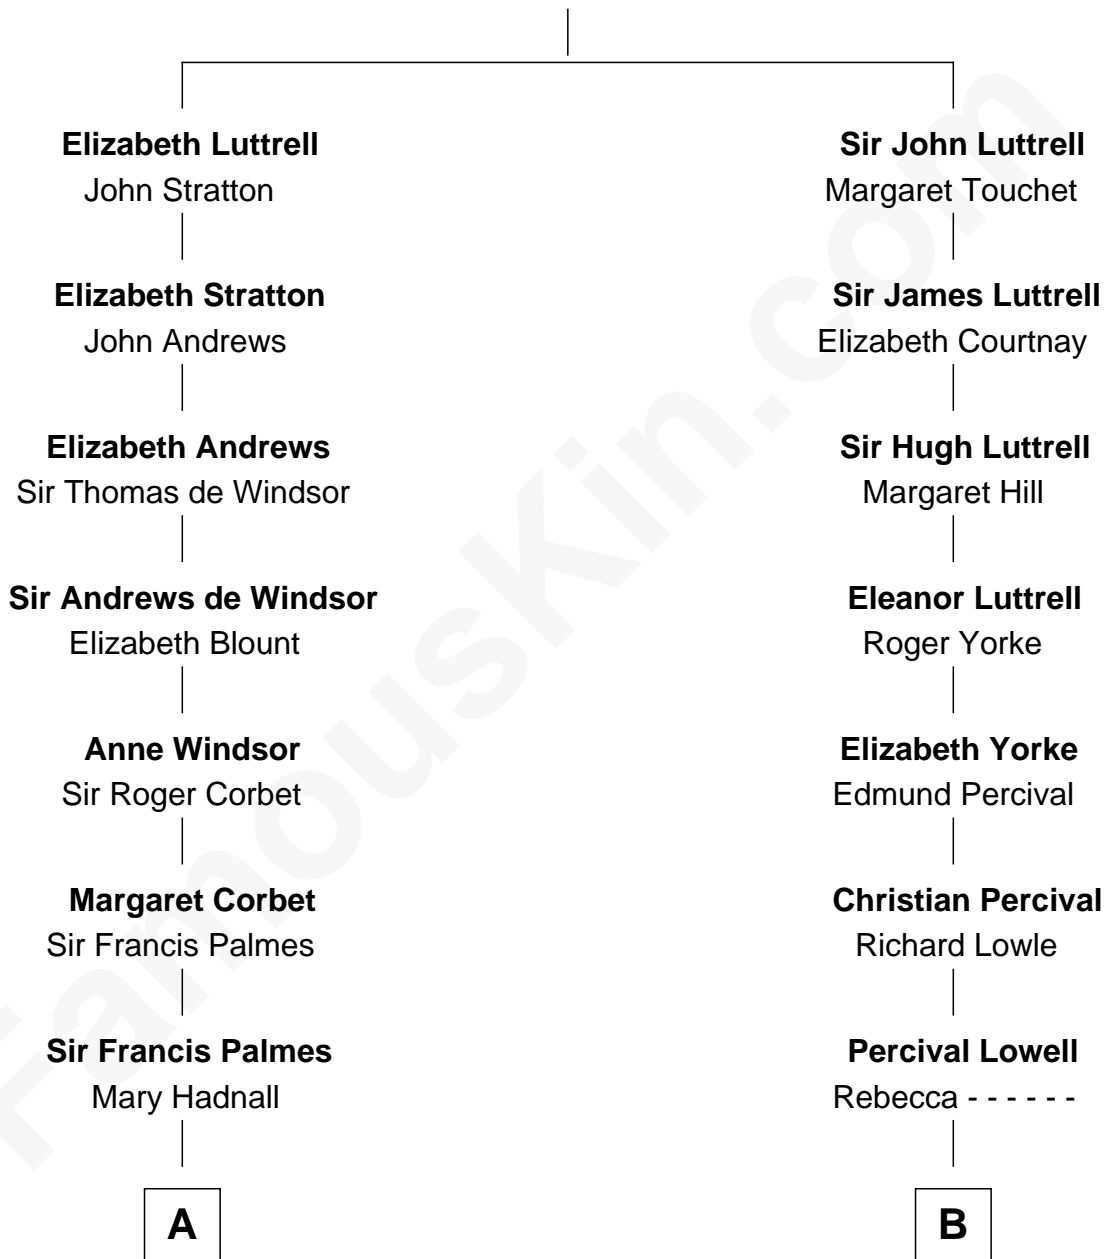 Elizabeth Luttrell
John Stratton
Elizabeth Stratton
John Andrews
Elizabeth Andrews
Sir Thomas de Windsor
Sir Andrews de Windsor
Elizabeth Blount
Anne Windsor
Sir Roger Corbet
Margaret Corbet
Sir Francis Palmes
Sir Francis Palmes
Mary Hadnall
A
Sir John Luttrell
Margaret Touchet
Sir James Luttrell
Elizabeth Courtnay
Sir Hugh Luttrell
Margaret Hill
Eleanor Luttrell
Roger Yorke
Elizabeth Yorke
Edmund Percival
Christian Percival
Richard Lowle
Percival Lowell
Rebecca - - - - - -
B
FamousKin.com